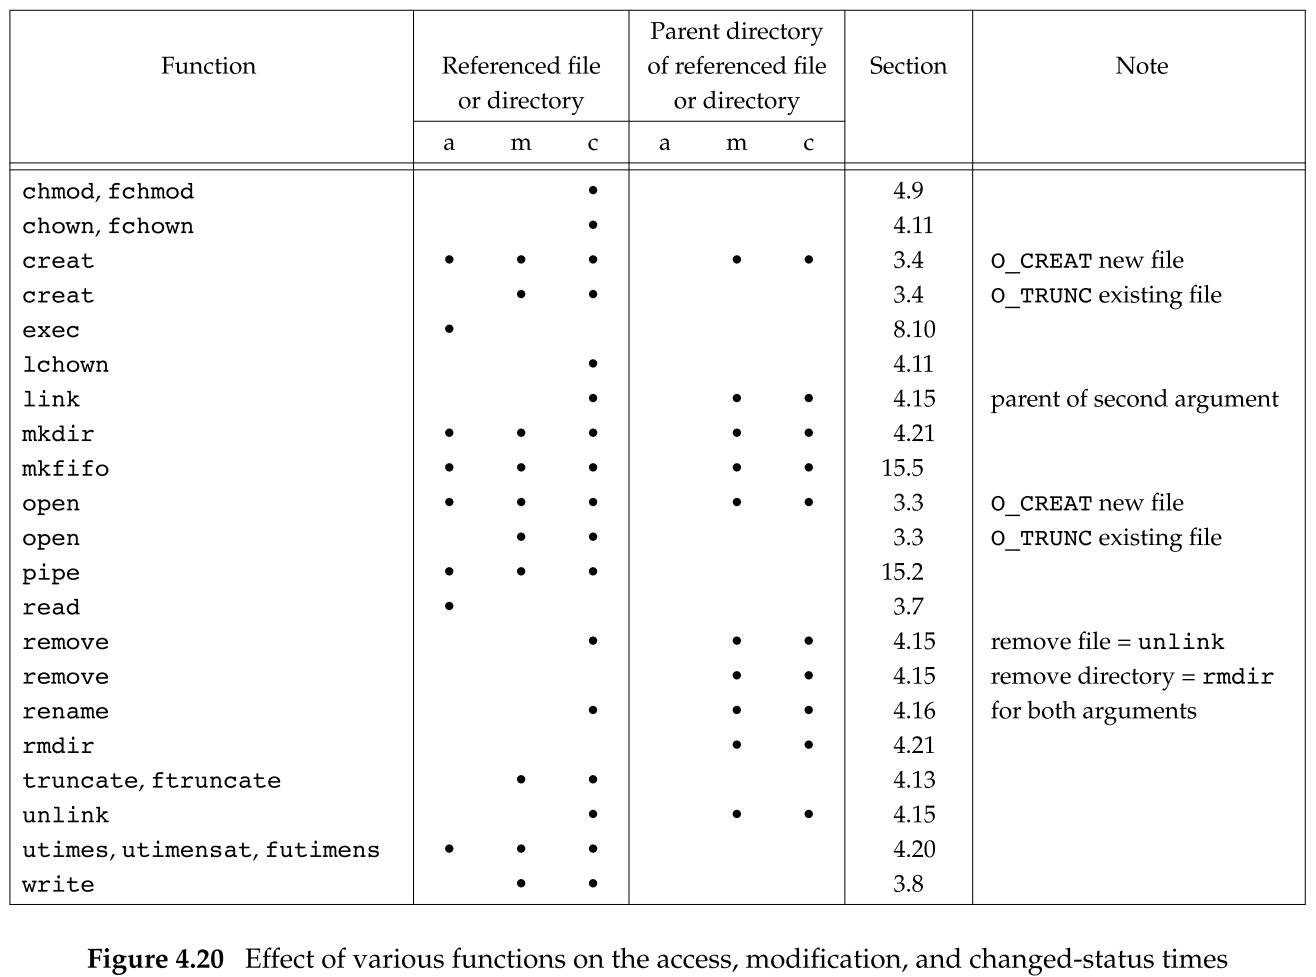 Function Referenced file or directory Parent directory of referenced file or directory Section Note
a m c a m c
chmod, fchmod • 4.9
chown, fchown • 4.11
creat • • • • • 3.4 O_CREAT new file
creat • • 3.4 O_TRUNC existing file
exec • 8.10
lchown • 4.11
link • • • 4.15 parent of second argument
mkdir • • • • • 4.21
mkfifo • • • • • 15.5
open • • • • • 3.3 O_CREAT new file
open • • 3.3 O_TRUNC existing file
pipe • • • 15.2
read • 3.7
remove • • • 4.15 remove file = unlink
remove • • 4.15 remove directory = rmdir
rename • • • 4.16 for both arguments
rmdir • • 4.21
truncate, ftruncate • • 4.13
unlink • • • 4.15
utimes, utimensat, futimens • • • 4.20
write • • 3.8
Figure 4.20 Effect of various functions on the access, modification, and changed-status times